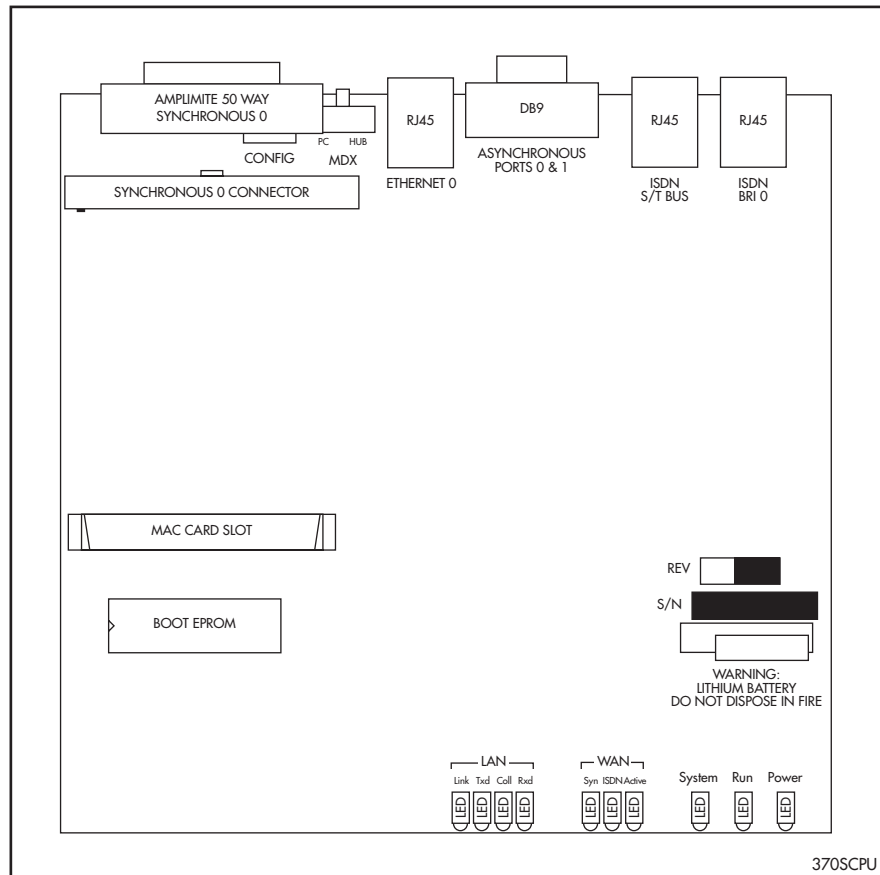 AMPLIMITE 50 WAY
SYNCHRONOUS 0
RJ45
DB9
RJ45
RJ45
PC
HUB
CONFIG
MDX
ETHERNET 0
ASYNCHRONOUS
PORTS 0 & 1
ISDN
S/T BUS
ISDN
BRI 0
SYNCHRONOUS 0 CONNECTOR
MAC CARD SLOT
REV
S/N
BOOT EPROM
WARNING:
LITHIUM BATTERY
DO NOT DISPOSE IN FIRE
LAN
Link Txd Coll Rxd
WAN
Syn ISDN Active
System
Run
Power
LED LED LED LED
LED LED LED
LED
LED
LED
370SCPU